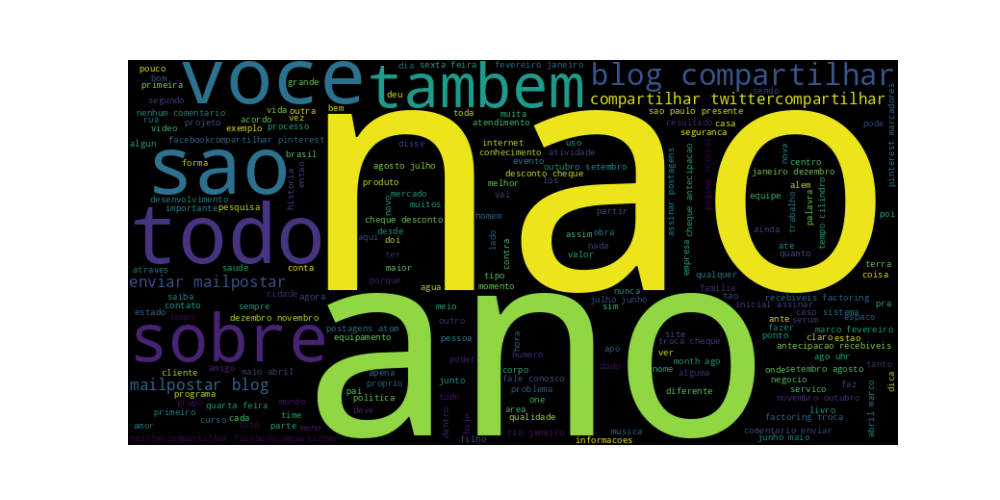 pouco
dia sexta feira fevereiro janeiro
voce
tambem
blog compartilhar
bom
primeira
grande
deu
sendo
segundo
vida outra
bem
toda
muita
compartilhar twittercompartilhar
nenhum comentario
acordo vez
atendimento
sao paulo presente
rua projeto exemplo processo
resultado casa
pode
video
seguranca
facebookcompartilhar pinterest
disse
internet uso
algun
brasil
conhecimento atividade
nao
sao
forma
agosto julho
evento outubro setembro
nova centro
desconto cheque
janeiro dezembro
historia
entao
produto
melhor los
alem
desenvolvimento
novo
mercado
vai
equipe
importante pesquisa
muitos
homem
partir
trabalho
palavra
tempo cilindro
pinterest marcadores
assinar postagens
cheque antecipacao
empresa
pagina inicial
todo
cheque desconto
poi
desde
lado
assim obra
ainda
aqui doi
contra
nada
ate
maior
valor
quanto
ter
terra
atraves
saude
conta
tipo
qualquer
coisa
enviar mailpostar
porque
agua
momento
familia
saiba
cidade agora
nunca
tao
recebiveis factoring
contato
sempre
julho junho
inicial assinar
pra
estado
tempo
dezembro novembro
meio
sim
caso sistema
ante serum espaco
sobre
postagens atom
outro
hora
numero
apo
site
fazer
marco fevereiro
equipamento
pessoa
troca cheque
ponto
claro estao
ano
antecipacao recebiveis
amigo
poder
ver
month ago
ago uhr
tanto
cliente
maio abril
apena
corpo
dado
nome
alguma
onde setembro agosto
mailpostar blog
proprio
junto
fale conosco
problema
diferente
negocio
faz
dica
programa
pai
politica
tudo
one
servico
novembro outubro
grupo
mundo
quarta feira
deve
area
livro
abril marco
primeiro
time
dentro
hoje
qualidade
factoring troca
amor
curso cada
foto
parte meno
rio janeiro
musica
comentario enviar
twittercompartilhar facebookcompartilhar
filho
informacoes
junho maio